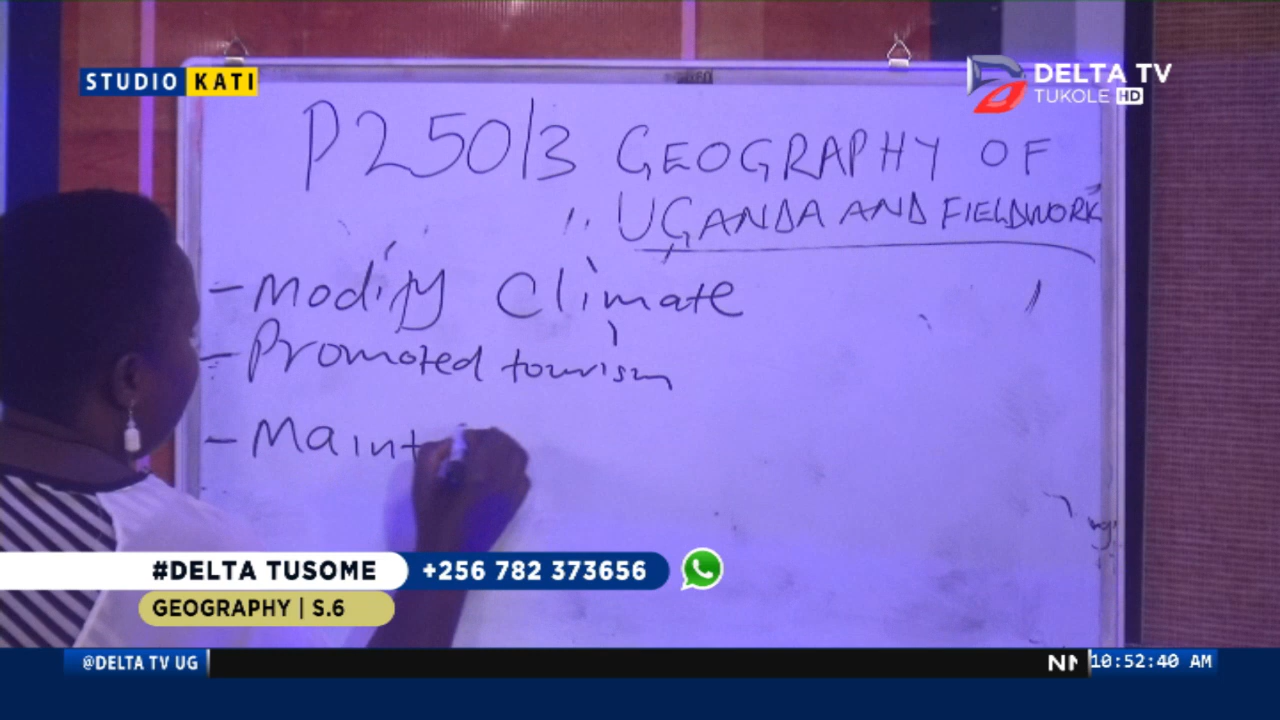 STUDIO KATI
DELTA TV
TUKOLE HD
P250/3 GEOGRAPHY OF
UGANDA AND FIELDWORK
- Modify Climate
- Promoted tourism
- Maint
#DELTA TUSOME +256 782 373656
GEOGRAPHY | S.6
@DELTA TV UG
10:52:40 AM